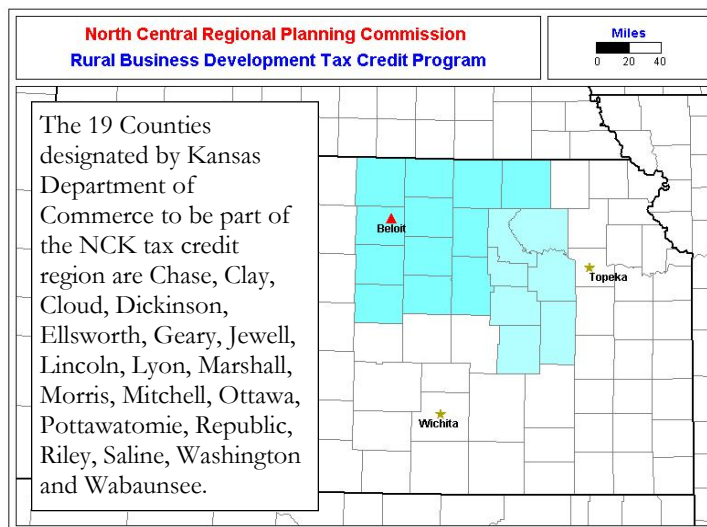 North Central Regional Planning Commission
Rural Business Development Tax Credit Program
Miles
0 20 40
The 19 Counties
designated by Kansas
Department of
Commerce to be part of
the NCK tax credit
region are Chase, Clay,
Cloud, Dickinson,
Ellsworth, Geary, Jewell,
Lincoln, Lyon, Marshall,
Morris, Mitchell, Ottawa,
Pottawatomie, Republic,
Riley, Saline, Washington
and Wabaunsee.
Beloit
Topeka
Wichita